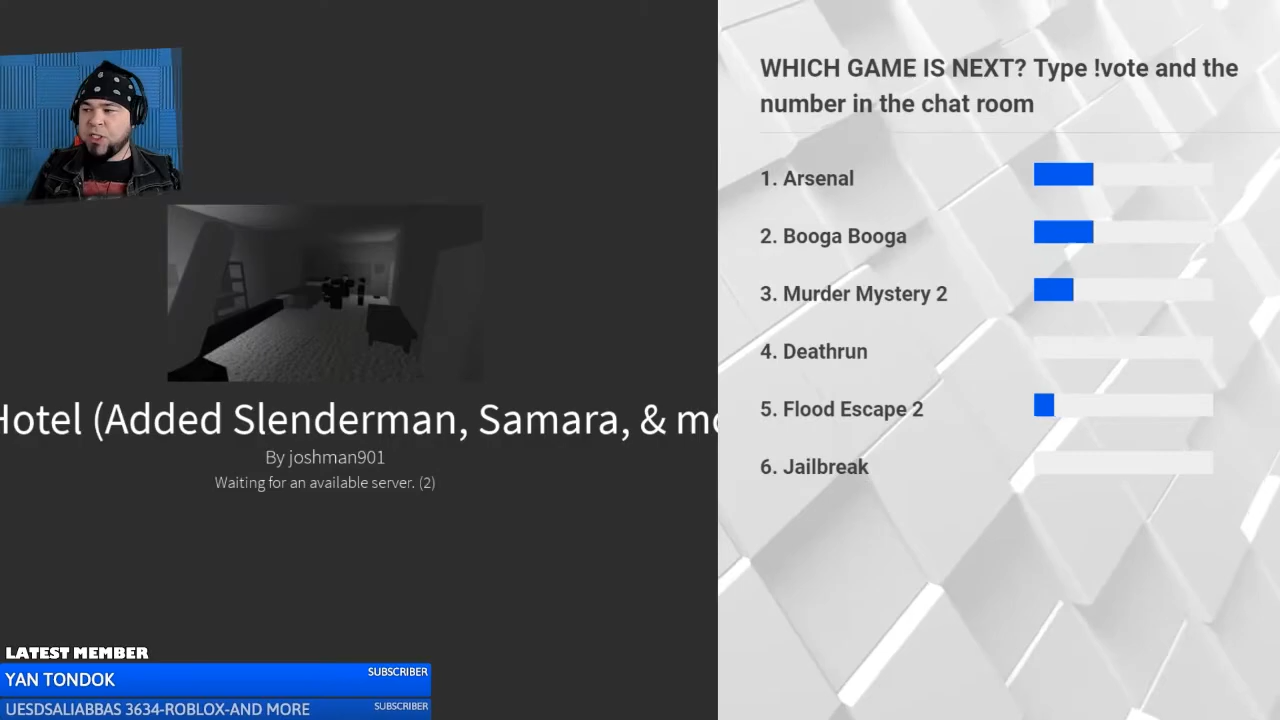 WHICH GAME IS NEXT? Type !vote and the
number in the chat room
1. Arsenal
2. Booga Booga
3. Murder Mystery 2
4. Deathrun
5. Flood Escape 2
6. Jailbreak
Hotel (Added Slenderman, Samara, & mo
By joshman901
Waiting for an available server. (2)
LATEST MEMBER
YAN TONDOK SUBSCRIBER
UESDSALIABBAS 3634-ROBLOX-AND MORE SUBSCRIBER